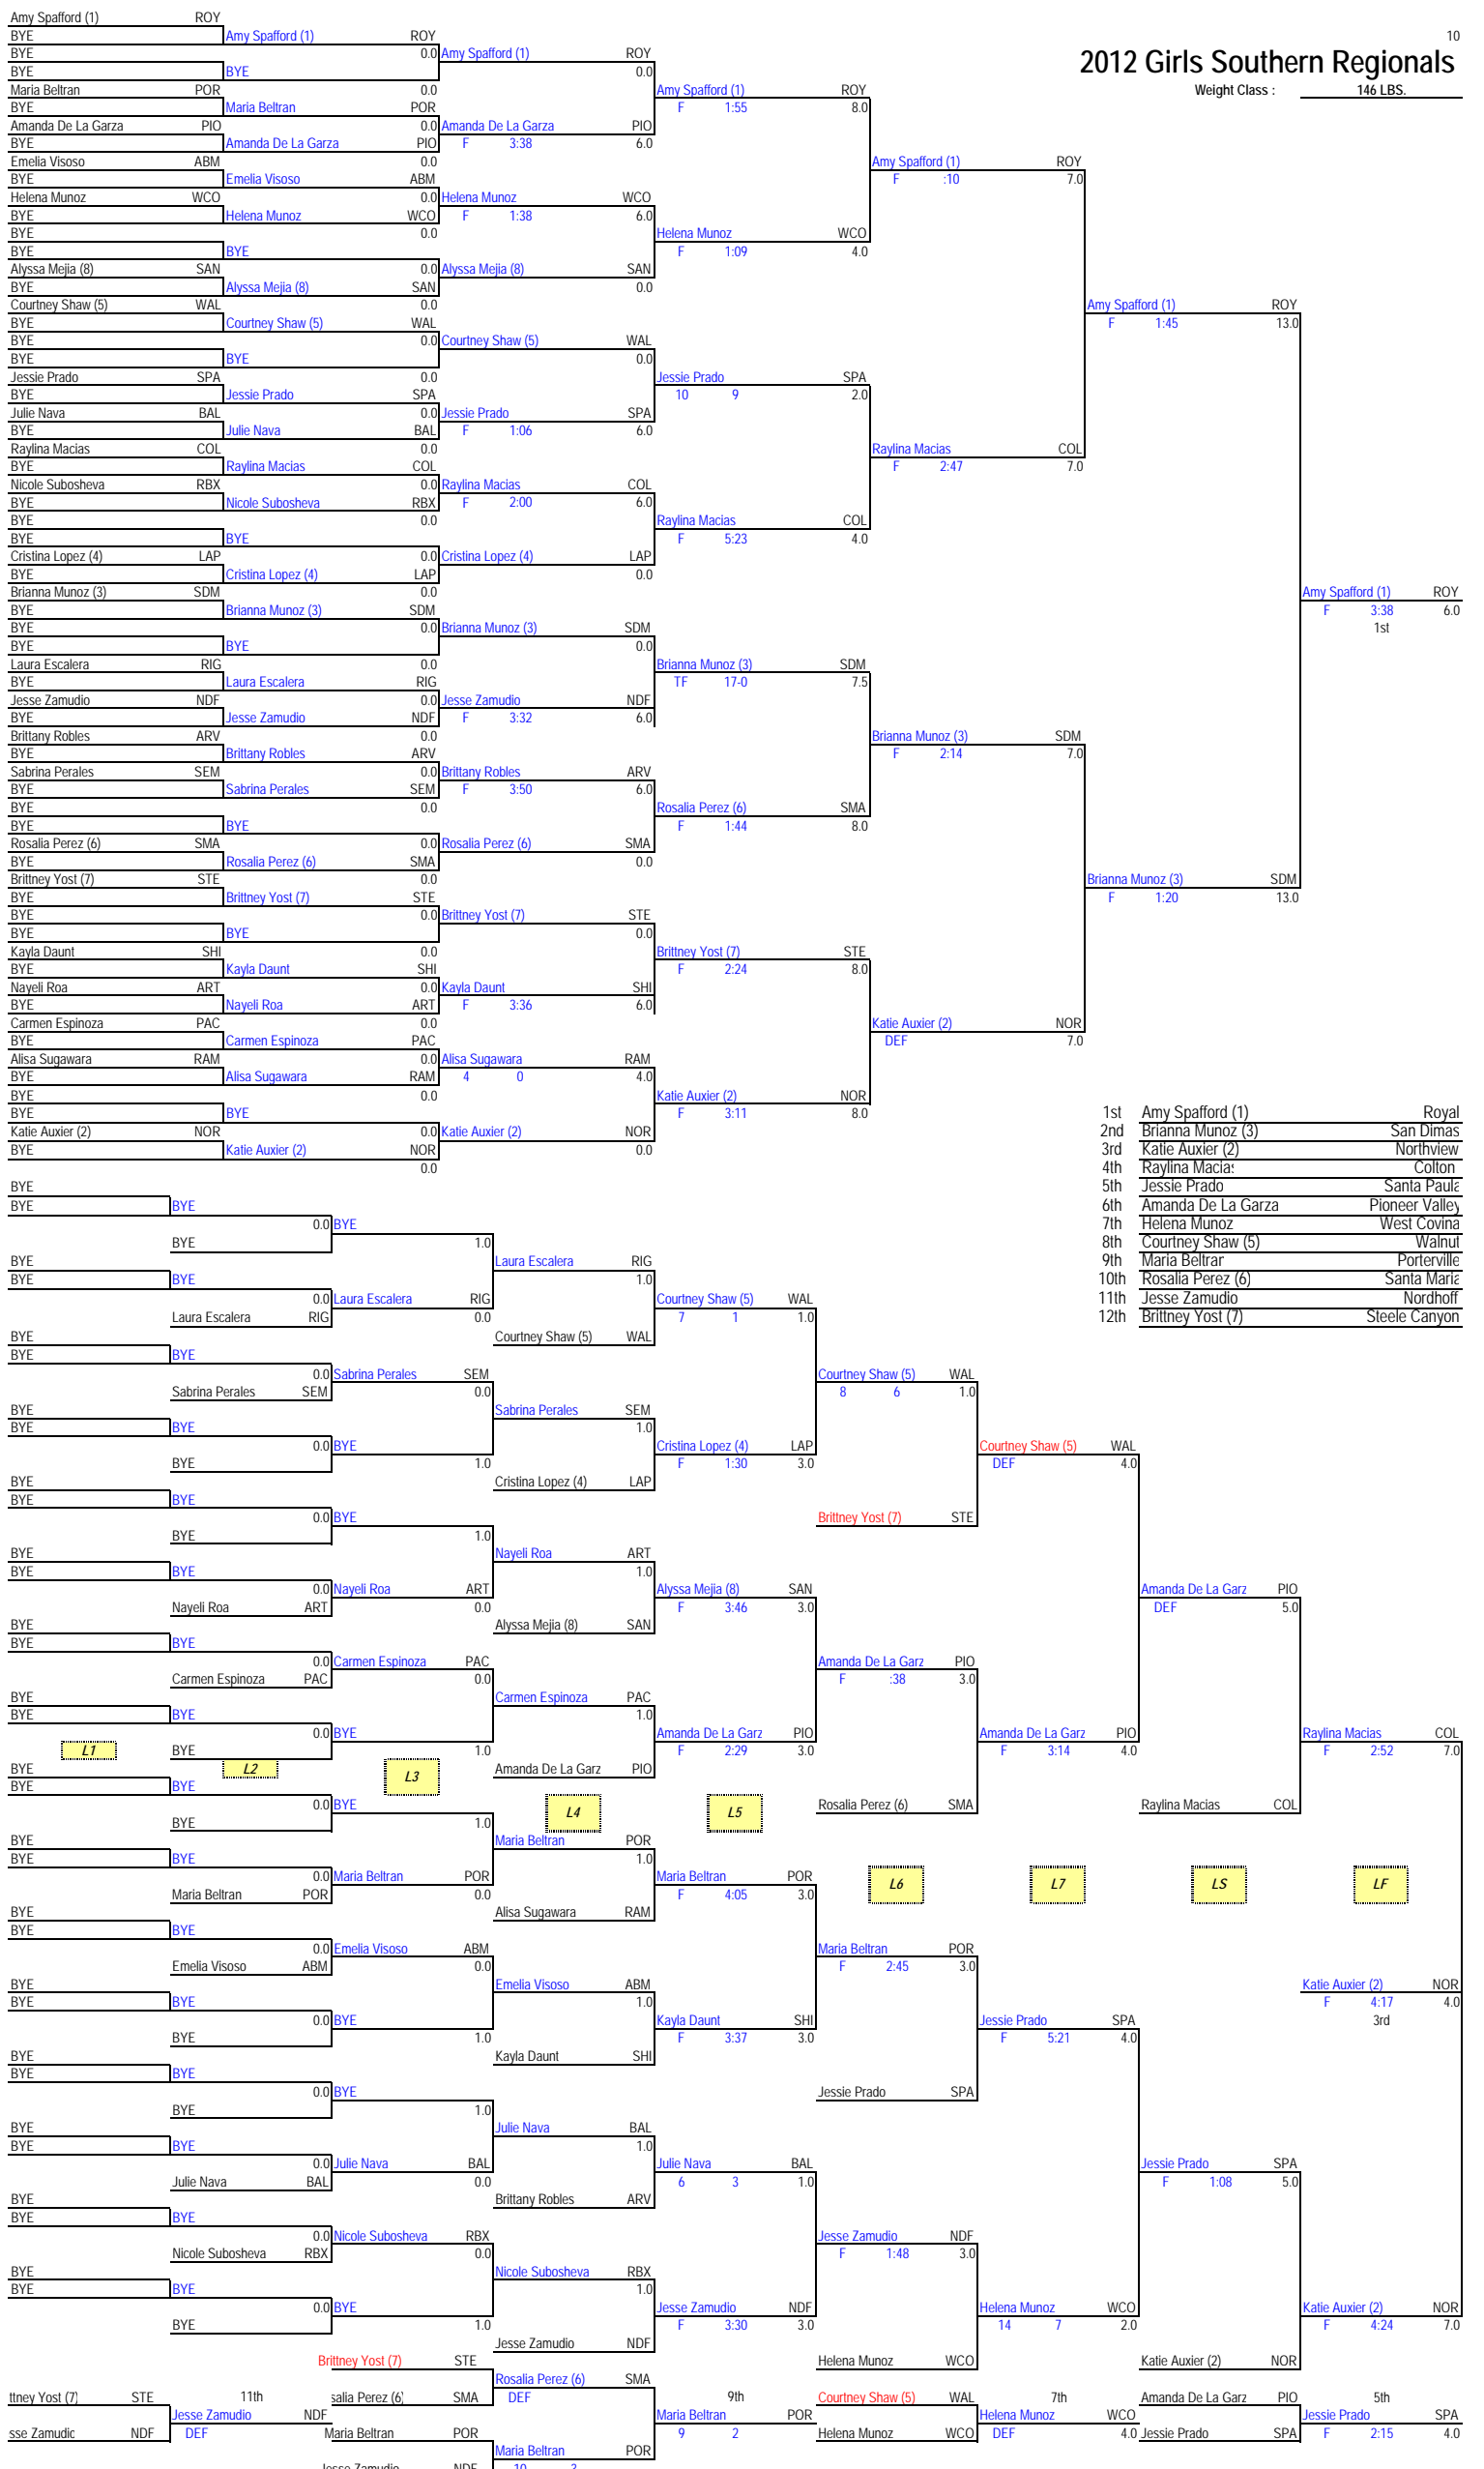 Amy Spafford (1) ROY
BYE Amy Spafford (1) ROY 10
BYE 0.0 Amy Spafford (1) ROY
2012 Girls Southern Regionals
BYE BYE 0.0
Maria Beltran POR 0.0 Amy Spafford (1) ROY Weight Class : 146 LBS.
BYE Maria Beltran POR F 1:55 8.0
Amanda De La Garza PIO 0.0 Amanda De La Garza PIO
BYE Amanda De La Garza PIO F 3:38 6.0
Emelia Visoso ABM 0.0 Amy Spafford (1) ROY
BYE Emelia Visoso ABM F :10 7.0
Helena Munoz WCO 0.0 Helena Munoz WCO
BYE Helena Munoz WCO F 1:38 6.0
BYE 0.0 Helena Munoz WCO
BYE BYE F 1:09 4.0
Alyssa Mejia (8) SAN 0.0 Alyssa Mejia (8) SAN
BYE Alyssa Mejia (8) SAN 0.0
Courtney Shaw (5) WAL 0.0 Amy Spafford (1) ROY
BYE Courtney Shaw (5) WAL F 1:45 13.0
BYE 0.0 Courtney Shaw (5) WAL
BYE BYE 0.0
Jessie Prado SPA 0.0 Jessie Prado SPA
BYE Jessie Prado SPA 10 9 2.0
Julie Nava BAL 0.0 Jessie Prado SPA
BYE Julie Nava BAL F 1:06 6.0
Raylina Macias COL 0.0 Raylina Macias COL
BYE Raylina Macias COL F 2:47 7.0
Nicole Subosheva RBX 0.0 Raylina Macias COL
BYE Nicole Subosheva RBX F 2:00 6.0
BYE 0.0 Raylina Macias COL
BYE BYE F 5:23 4.0
Cristina Lopez (4) LAP 0.0 Cristina Lopez (4) LAP
BYE Cristina Lopez (4) LAP 0.0
Brianna Munoz (3) SDM 0.0 Amy Spafford (1) ROY
BYE Brianna Munoz (3) SDM F 3:38 6.0
BYE 0.0 Brianna Munoz (3) SDM 1st
BYE BYE 0.0
Laura Escalera RIG 0.0 Brianna Munoz (3) SDM
BYE Laura Escalera RIG TF 17-0 7.5
Jesse Zamudio NDF 0.0 Jesse Zamudio NDF
BYE Jesse Zamudio NDF F 3:32 6.0
Brittany Robles ARV 0.0 Brianna Munoz (3) SDM
BYE Brittany Robles ARV F 2:14 7.0
Sabrina Perales SEM 0.0 Brittany Robles ARV
BYE Sabrina Perales SEM F 3:50 6.0
BYE 0.0 Rosalia Perez (6) SMA
BYE BYE F 1:44 8.0
Rosalia Perez (6) SMA 0.0 Rosalia Perez (6) SMA
BYE Rosalia Perez (6) SMA 0.0
Brittney Yost (7) STE 0.0 Brianna Munoz (3) SDM
BYE Brittney Yost (7) STE F 1:20 13.0
BYE 0.0 Brittney Yost (7) STE
BYE BYE 0.0
Kayla Daunt SHI 0.0 Brittney Yost (7) STE
BYE Kayla Daunt SHI F 2:24 8.0
Nayeli Roa ART 0.0 Kayla Daunt SHI
BYE Nayeli Roa ART F 3:36 6.0
Carmen Espinoza PAC 0.0 Katie Auxier (2) NOR
BYE Carmen Espinoza PAC DEF 7.0
Alisa Sugawara RAM 0.0 Alisa Sugawara RAM
BYE Alisa Sugawara RAM 4 0 4.0
BYE 0.0 Katie Auxier (2) NOR
BYE BYE F 3:11 8.0 1st Amy Spafford (1) Royal
Katie Auxier (2) NOR 0.0 Katie Auxier (2) NOR 2nd Brianna Munoz (3) San Dimas
BYE Katie Auxier (2) NOR 0.0 3rd Katie Auxier (2) Northview
0.0 4th Raylina Macias Colton
BYE 5th Jessie Prado Santa Paula
BYE BYE 6th Amanda De La Garza Pioneer Valley
0.0 BYE 7th Helena Munoz West Covina
BYE 1.0 8th Courtney Shaw (5) Walnut
BYE Laura Escalera RIG 9th Maria Beltran Porterville
BYE BYE 1.0 10th Rosalia Perez (6) Santa Maria
0.0 Laura Escalera RIG Courtney Shaw (5) WAL 11th Jesse Zamudio Nordhoff
Laura Escalera RIG 0.0 7 1 1.0 12th Brittney Yost (7) Steele Canyon
BYE Courtney Shaw (5) WAL
BYE BYE
0.0 Sabrina Perales SEM Courtney Shaw (5) WAL
Sabrina Perales SEM 0.0 8 6 1.0
BYE Sabrina Perales SEM
BYE BYE 1.0
0.0 BYE Cristina Lopez (4) LAP Courtney Shaw (5) WAL
BYE 1.0 F 1:30 3.0 DEF 4.0
BYE Cristina Lopez (4) LAP
BYE BYE
0.0 BYE Brittney Yost (7) STE
BYE 1.0
BYE Nayeli Roa ART
BYE BYE 1.0
0.0 Nayeli Roa ART Alyssa Mejia (8) SAN Amanda De La Garz PIO
Nayeli Roa ART 0.0 F 3:46 3.0 DEF 5.0
BYE Alyssa Mejia (8) SAN
BYE BYE
0.0 Carmen Espinoza PAC Amanda De La Garz PIO
Carmen Espinoza PAC 0.0 F :38 3.0
BYE Carmen Espinoza PAC
BYE BYE 1.0
0.0 BYE Amanda De La Garz PIO Amanda De La Garz PIO Raylina Macias COL
L1 BYE 1.0 F 2:29 3.0 F 3:14 4.0 F 2:52 7.0
BYE L2 L3 Amanda De La Garz PIO
BYE BYE
0.0 BYE L4 L5 Rosalia Perez (6) SMA Raylina Macias COL
BYE 1.0
BYE Maria Beltran POR
BYE BYE 1.0
0.0 Maria Beltran POR Maria Beltran POR L6 L7 LS LF
Maria Beltran POR 0.0 F 4:05 3.0
BYE Alisa Sugawara RAM
BYE BYE
0.0 Emelia Visoso ABM Maria Beltran POR
Emelia Visoso ABM 0.0 F 2:45 3.0
BYE Emelia Visoso ABM Katie Auxier (2) NOR
BYE BYE 1.0 F 4:17 4.0
0.0 BYE Kayla Daunt SHI Jessie Prado SPA 3rd
BYE 1.0 F 3:37 3.0 F 5:21 4.0
BYE Kayla Daunt SHI
BYE BYE
0.0 BYE Jessie Prado SPA
BYE 1.0
BYE Julie Nava BAL
BYE BYE 1.0
0.0 Julie Nava BAL Julie Nava BAL Jessie Prado SPA
Julie Nava BAL 0.0 6 3 1.0 F 1:08 5.0
BYE Brittany Robles ARV
BYE BYE
0.0 Nicole Subosheva RBX Jesse Zamudio NDF
Nicole Subosheva RBX 0.0 F 1:48 3.0
BYE Nicole Subosheva RBX
BYE BYE 1.0
0.0 BYE Jesse Zamudio NDF Helena Munoz WCO Katie Auxier (2) NOR
BYE 1.0 F 3:30 3.0 14 7 2.0 F 4:24 7.0
Jesse Zamudio NDF
Brittney Yost (7) STE Helena Munoz WCO Katie Auxier (2) NOR
Rosalia Perez (6) SMA
ttney Yost (7) STE 11th salia Perez (6) SMA DEF 9th Courtney Shaw (5) WAL 7th Amanda De La Garz PIO 5th
Jesse Zamudio NDF Maria Beltran POR Helena Munoz WCO Jessie Prado SPA
sse Zamudio NDF DEF Maria Beltran POR 9 2 Helena Munoz WCO DEF 4.0 Jessie Prado SPA F 2:15 4.0
Maria Beltran POR
Jesse Zamudio NDF 10 2